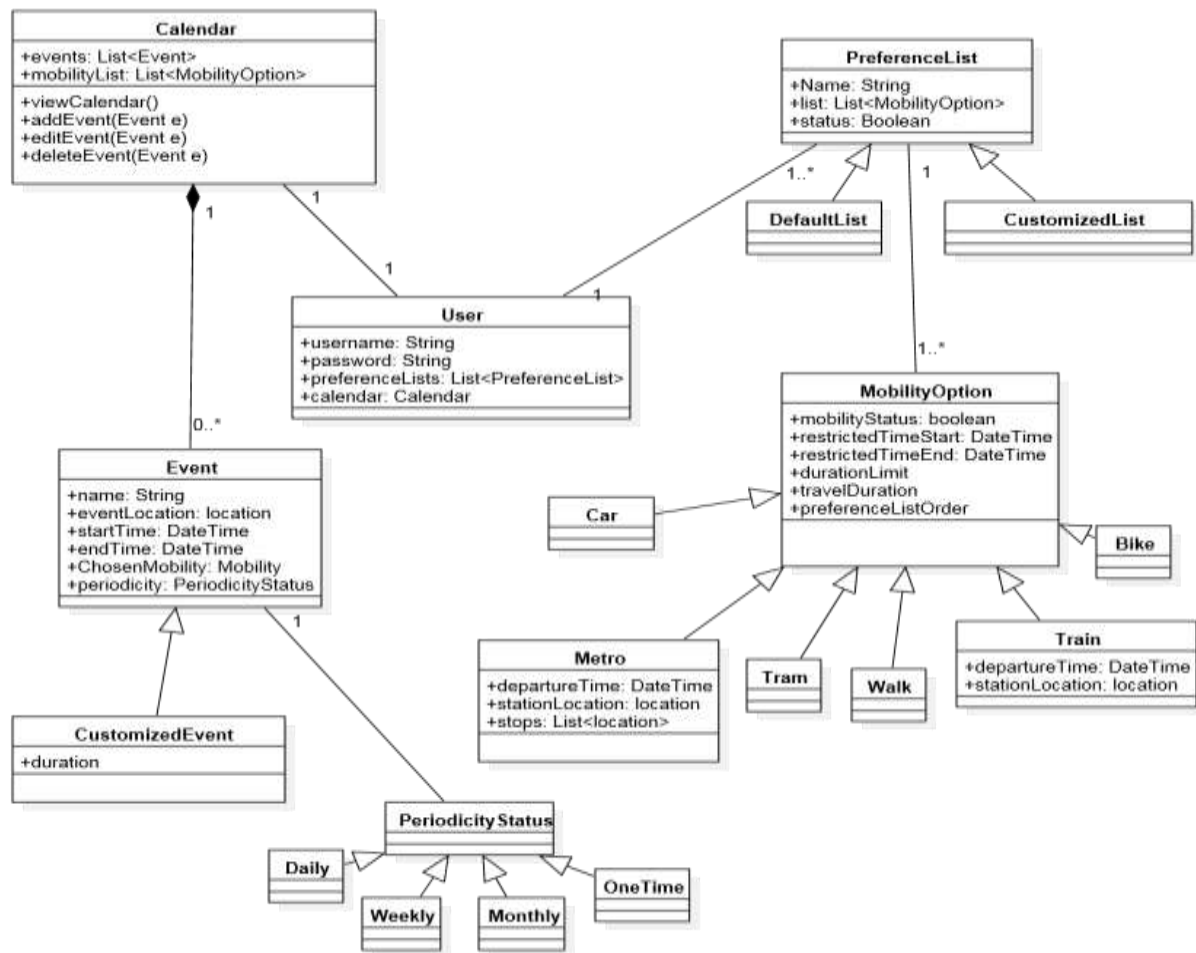 Calendar
+events: List<Event>
+mobilityList: List<MobilityOption>
+viewCalendar()
+addEvent(Event e)
+editEvent(Event e)
+deleteEvent(Event e)
1
1
1
0..*
PreferenceList
+Name: String
+list: List<MobilityOption>
+status: Boolean
1..*
1
1
1..*
DefaultList
CustomizedList
User
+username: String
+password: String
+preferenceLists: List<PreferenceList>
+calendar: Calendar
MobilityOption
+mobilityStatus: boolean
+restrictedTimeStart: DateTime
+restrictedTimeEnd: DateTime
+durationLimit
+travelDuration
+preferenceListOrder
Event
+name: String
+eventLocation: location
+startTime: DateTime
+endTime: DateTime
+ChosenMobility: Mobility
+periodicity: PeriodicityStatus
1
Car
Bike
Metro
+departureTime: DateTime
+stationLocation: location
+stops: List<location>
Tram
Walk
Train
+departureTime: DateTime
+stationLocation: location
CustomizedEvent
+duration
PeriodicityStatus
Daily
Weekly
Monthly
OneTime